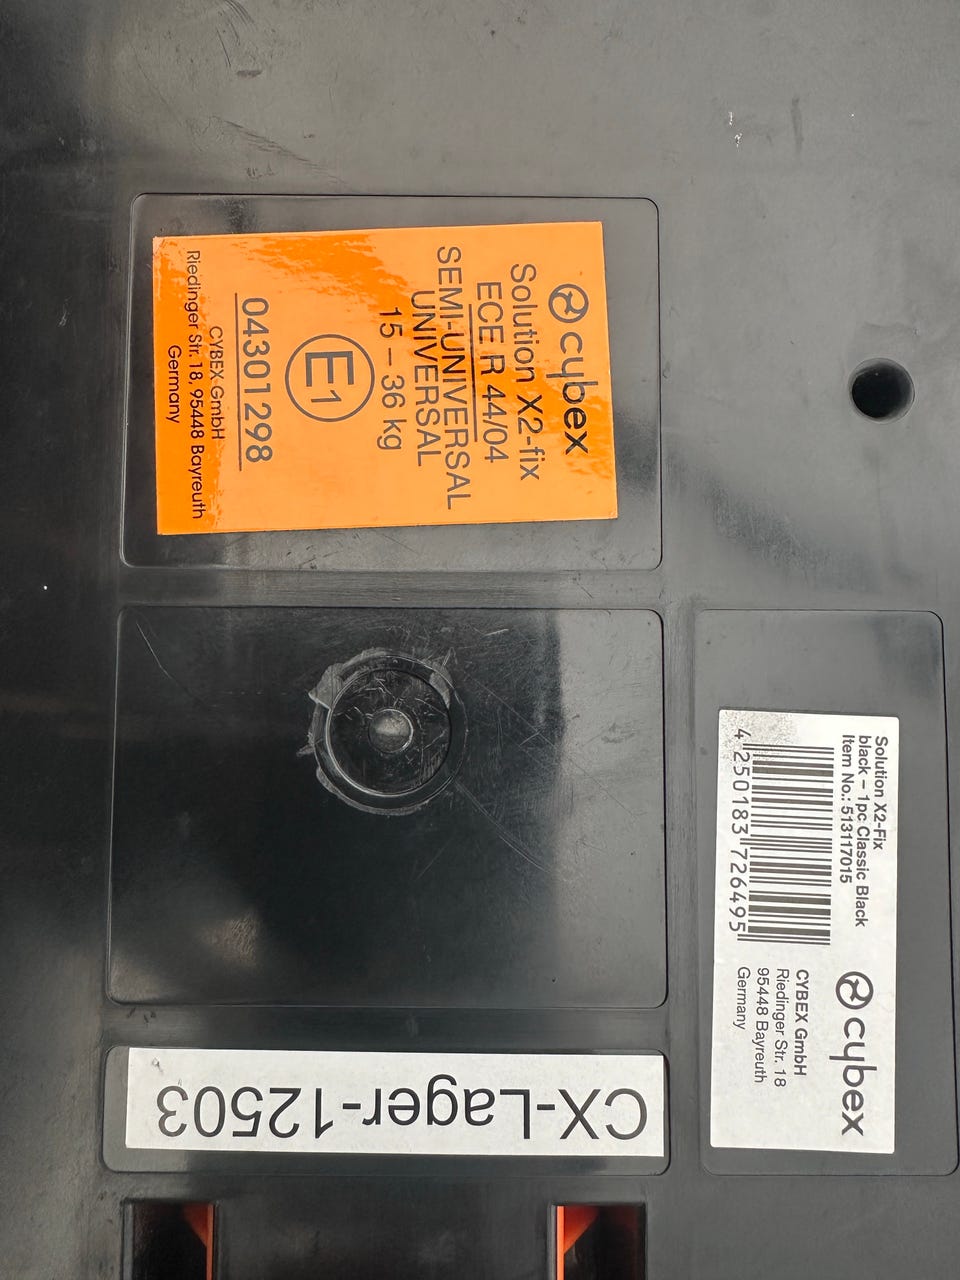 cybex
Solution X2-fix
ECE R 44/04
SEMI-UNIVERSAL
UNIVERSAL
15 – 36 kg
E1
04301298
CYBEX GmbH
Riedinger Str. 18, 95448 Bayreuth
Germany
Solution X2-Fix
black – 1pc Classic Black
Item No.: 513117015
4 250183 726495
cybex
CYBEX GmbH
Riedinger Str. 18
95448 Bayreuth
Germany
CX-Lager-12503